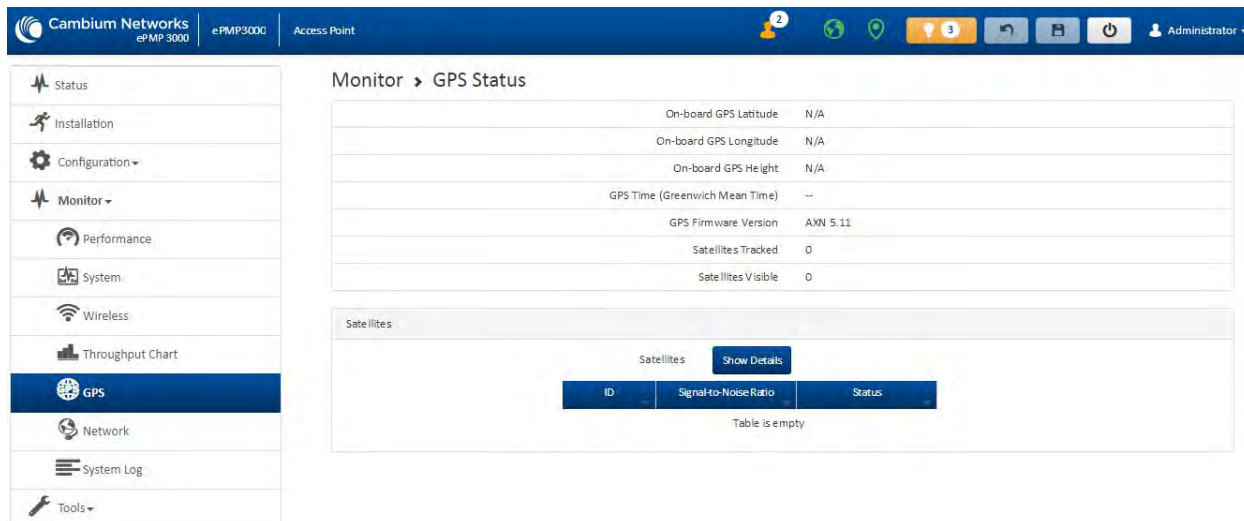 Cambium Networks
ePMP 3000
ePMP3000
Access Point
2
3
Administrator
Status
Installation
Configuration
Monitor
Performance
System
Wireless
Throughput Chart
GPS
Network
System Log
Tools
Monitor > GPS Status
On-board GPS Latitude N/A
On-board GPS Longitude N/A
On-board GPS Height N/A
GPS Time (Greenwich Mean Time) --
GPS Firmware Version AXN 5.11
Satellites Tracked 0
Satellites Visible 0
Satellites
Satellites Show Details
ID Signal-to-Noise Ratio Status
Table is empty